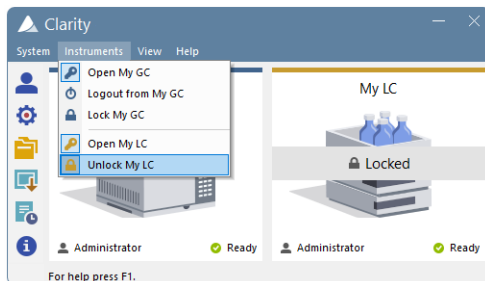 Clarity
System Instruments View Help
Open My GC
Logout from My GC
Lock My GC
Open My LC
Unlock My LC
My LC
Locked
Administrator Ready
Administrator Ready
For help press F1.